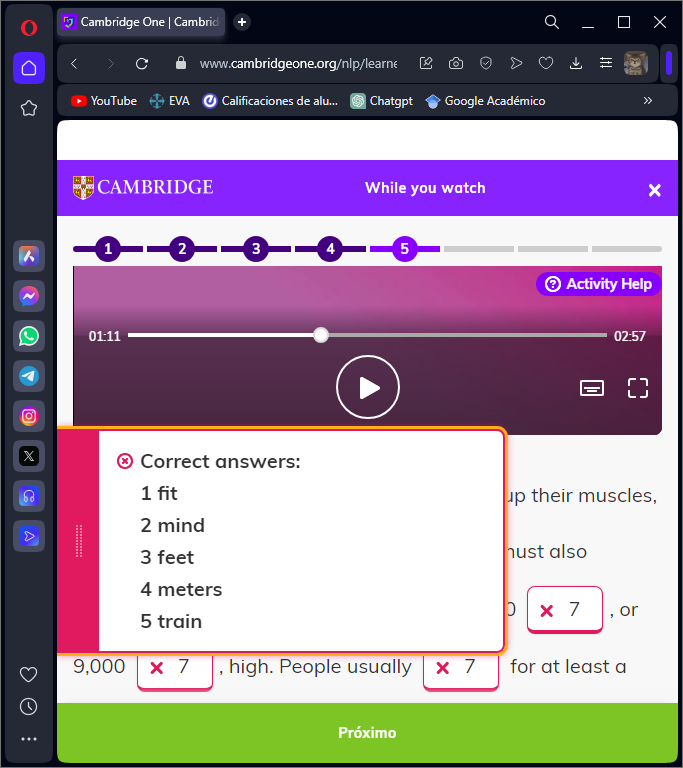 Cambridge One | Cambrid
www.cambridgeone.org/nlp/learne
YouTube
EVA
Calificaciones de alu...
Chatgpt
Google Académico
»
CAMBRIDGE
While you watch
1 2 3 4 5
Activity Help
01:11
02:57
Correct answers:
1 fit
2 mind
3 feet
4 meters
5 train
up their muscles,
must also
0 7 , or
9,000 7 , high. People usually 7 for at least a
Próximo